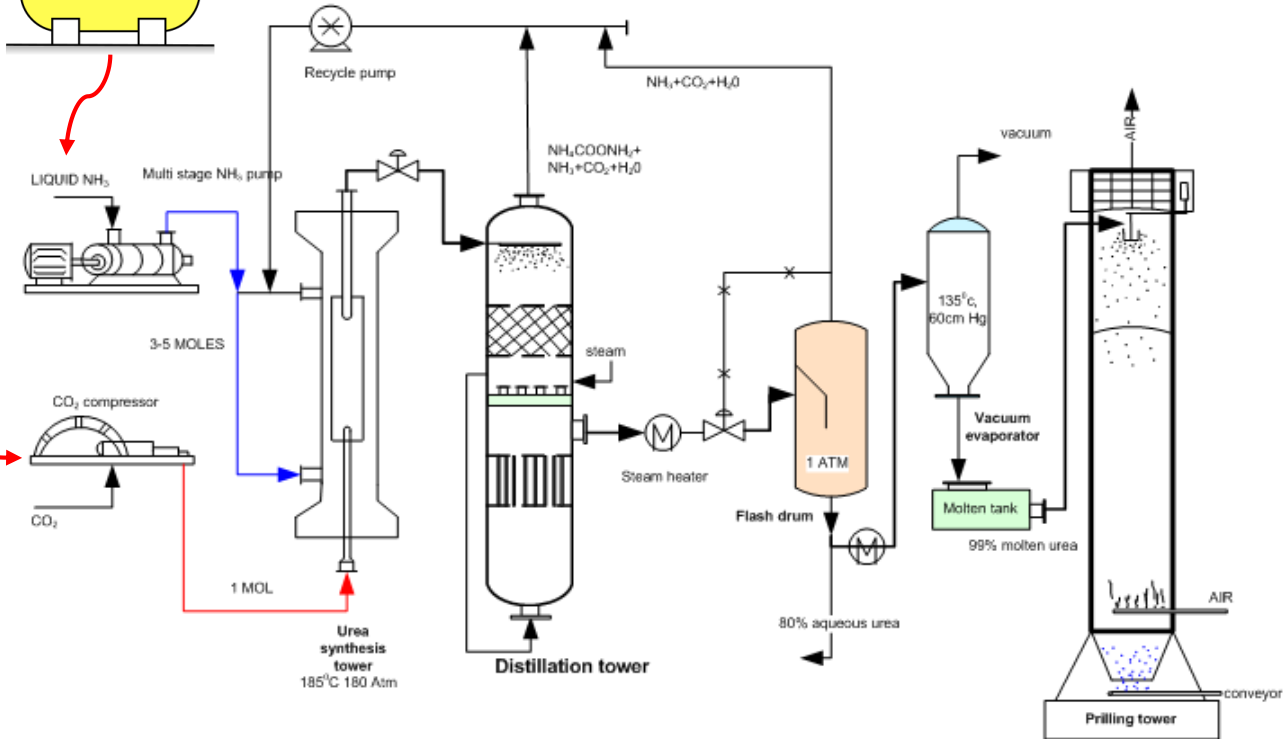 Recycle pump
NH₃+CO₂+H₂0
vacuum
AIR
NH₄COONH₂+
NH₃+CO₂+H₂0
LIQUID NH₃
Multi stage NH₃ pump
3-5 MOLES
steam
135⁰c,
60cm Hg
CO₂ compressor
Vacuum
evaporator
Steam heater
1 ATM
Molten tank
Flash drum
CO₂
99% molten urea
1 MOL
AIR
80% aqueous urea
Urea
synthesis
tower
185⁰C 180 Atm
Distillation tower
conveyor
Prilling tower